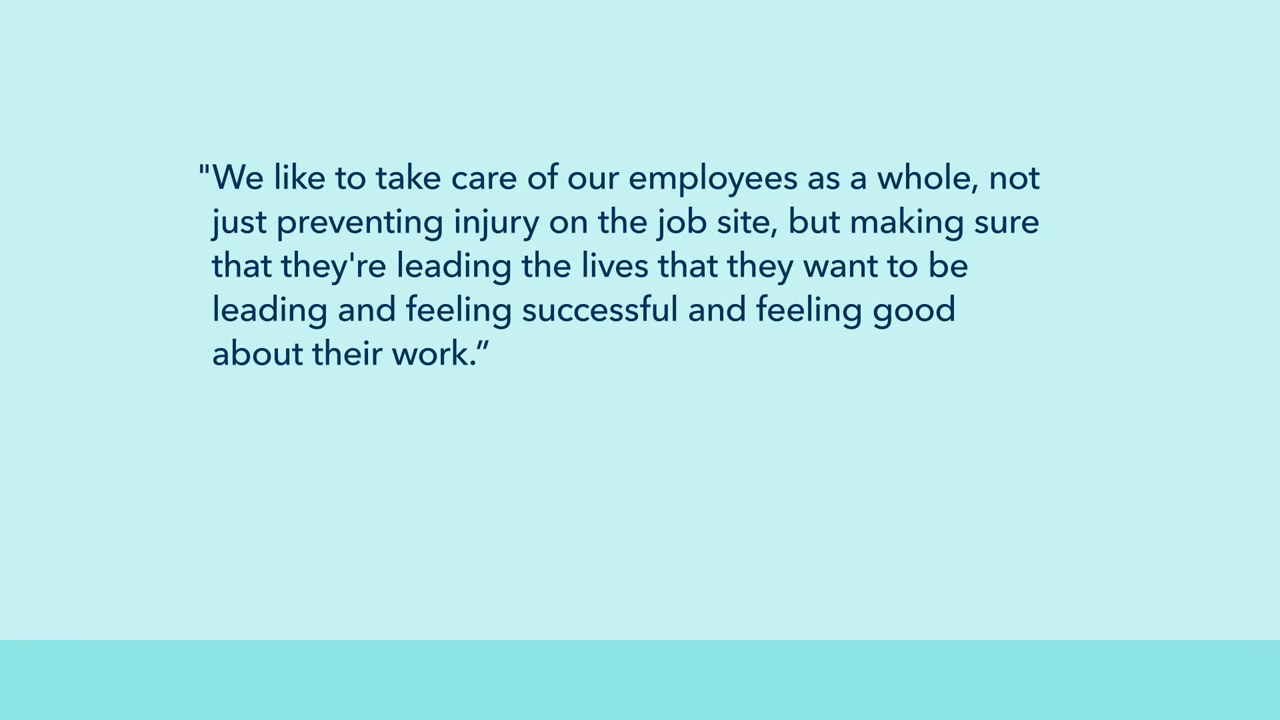 "We like to take care of our employees as a whole, not
just preventing injury on the job site, but making sure
that they're leading the lives that they want to be
leading and feeling successful and feeling good
about their work.”